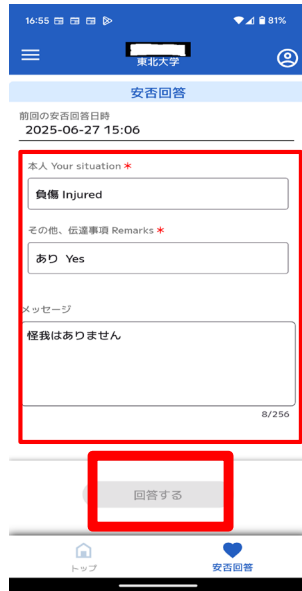 16:55
81%
東北大学
安否回答
前回の安否回答日時
2025-06-27 15:06
本人 Your situation *
負傷 Injured
その他、伝達事項 Remarks *
あり Yes
メッセージ
怪我はありません
8/256
回答する
トップ
安否回答